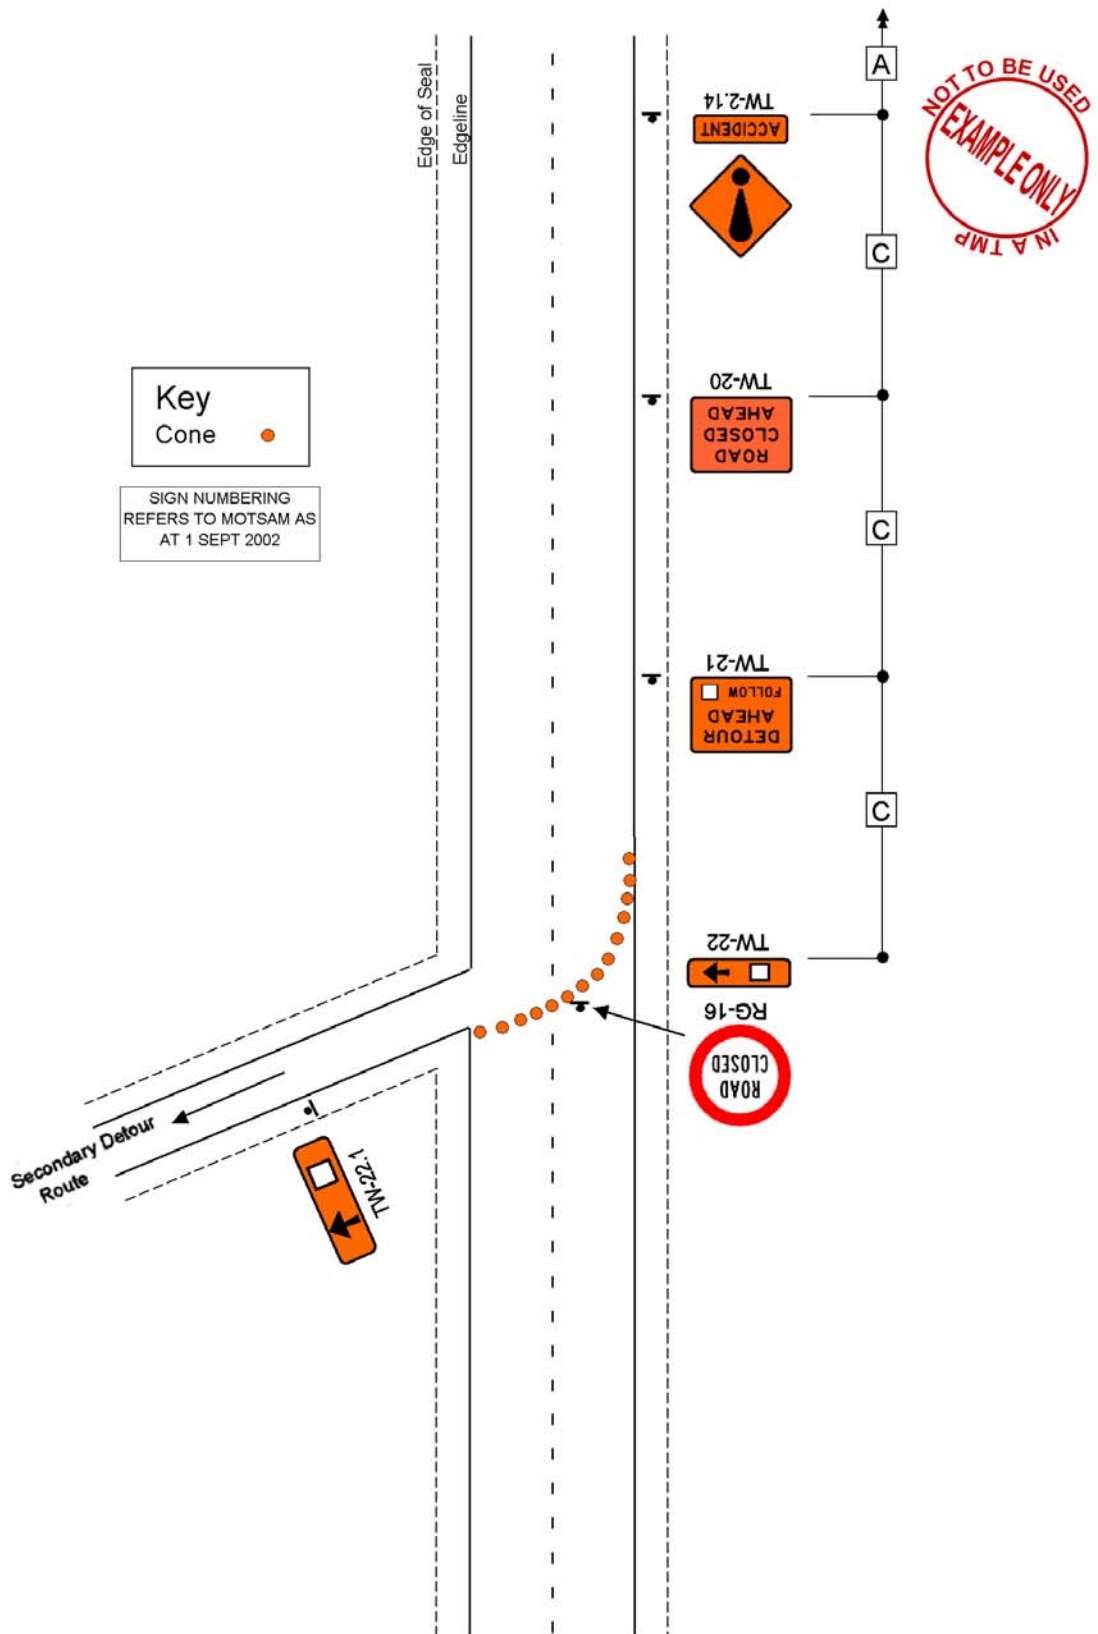 Edge of Seal
Edgeline
A
NOT TO BE USED
EXAMPLE ONLY
IN A TMP
TW-2.14
ACCIDENT
C
Key
Cone
SIGN NUMBERING
REFERS TO MOTSAM AS
AT 1 SEPT 2002
TW-20
ROAD
CLOSED
AHEAD
C
TW-21
DETOUR
AHEAD
FOLLOW
C
TW-22
RG-16
ROAD
CLOSED
Secondary Detour
Route
TW-22.1